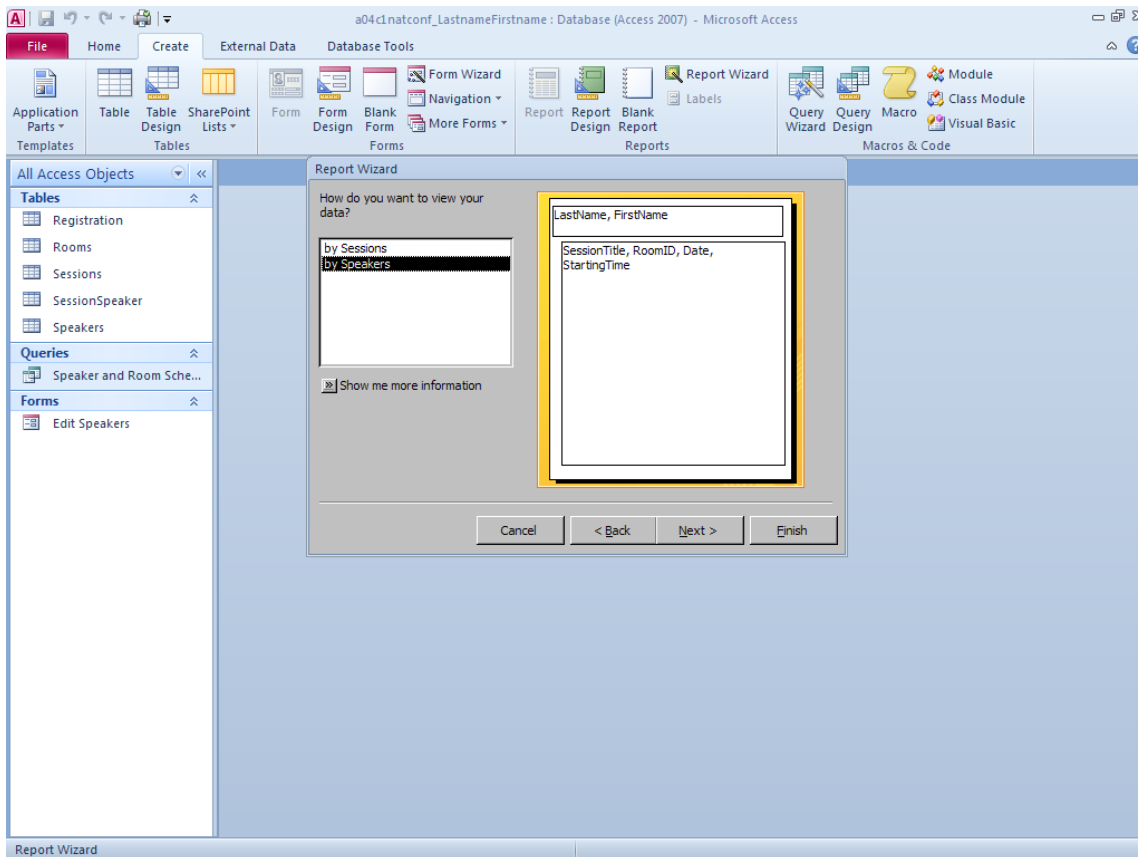 a04c1natconf_LastnameFirstname : Database (Access 2007) - Microsoft Access
File Home Create External Data Database Tools
Application Parts
Table
Table Design
SharePoint Lists
Form
Form Design
Blank Form
Form Wizard
Navigation
More Forms
Report
Report Design
Blank Report
Report Wizard
Labels
Query Wizard
Query Design
Macro
Module
Class Module
Visual Basic
Templates Tables Forms Reports Macros & Code
All Access Objects
Tables
Registration
Rooms
Sessions
SessionSpeaker
Speakers
Queries
Speaker and Room Sche...
Forms
Edit Speakers
Report Wizard
How do you want to view your
data?
by Sessions
by Speakers
Show me more information
LastName, FirstName
SessionTitle, RoomID, Date,
StartingTime
Cancel < Back Next > Finish
Report Wizard